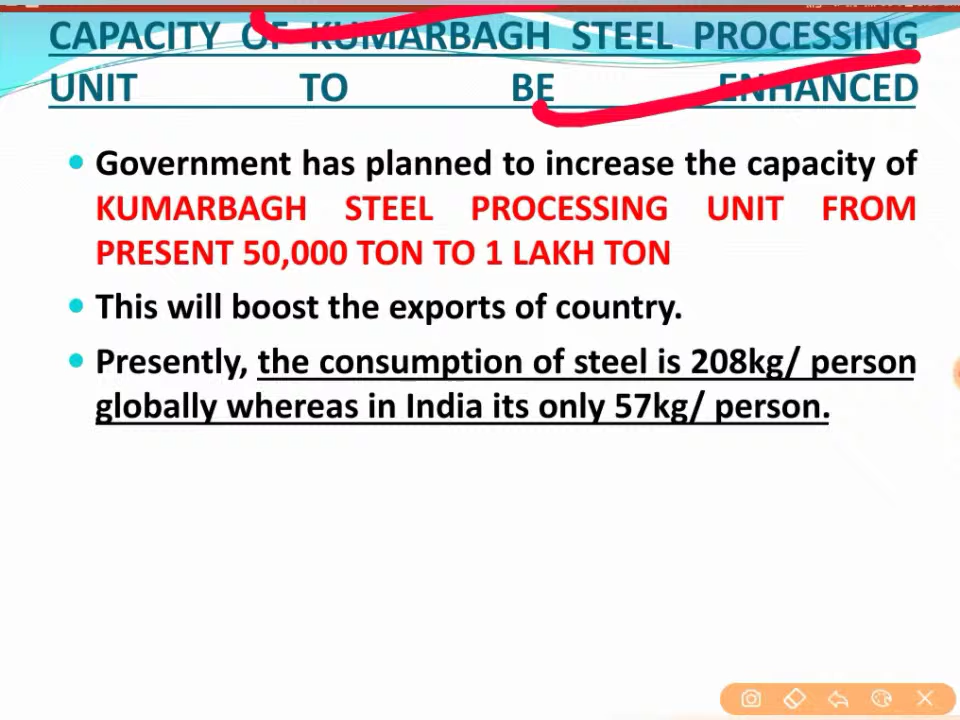 CAPACITY OF KUMARBAGH STEEL PROCESSING
UNIT TO BE ENHANCED
Government has planned to increase the capacity of
KUMARBAGH STEEL PROCESSING UNIT FROM
PRESENT 50,000 TON TO 1 LAKH TON
This will boost the exports of country.
Presently, the consumption of steel is 208kg/ person
globally whereas in India its only 57kg/ person.